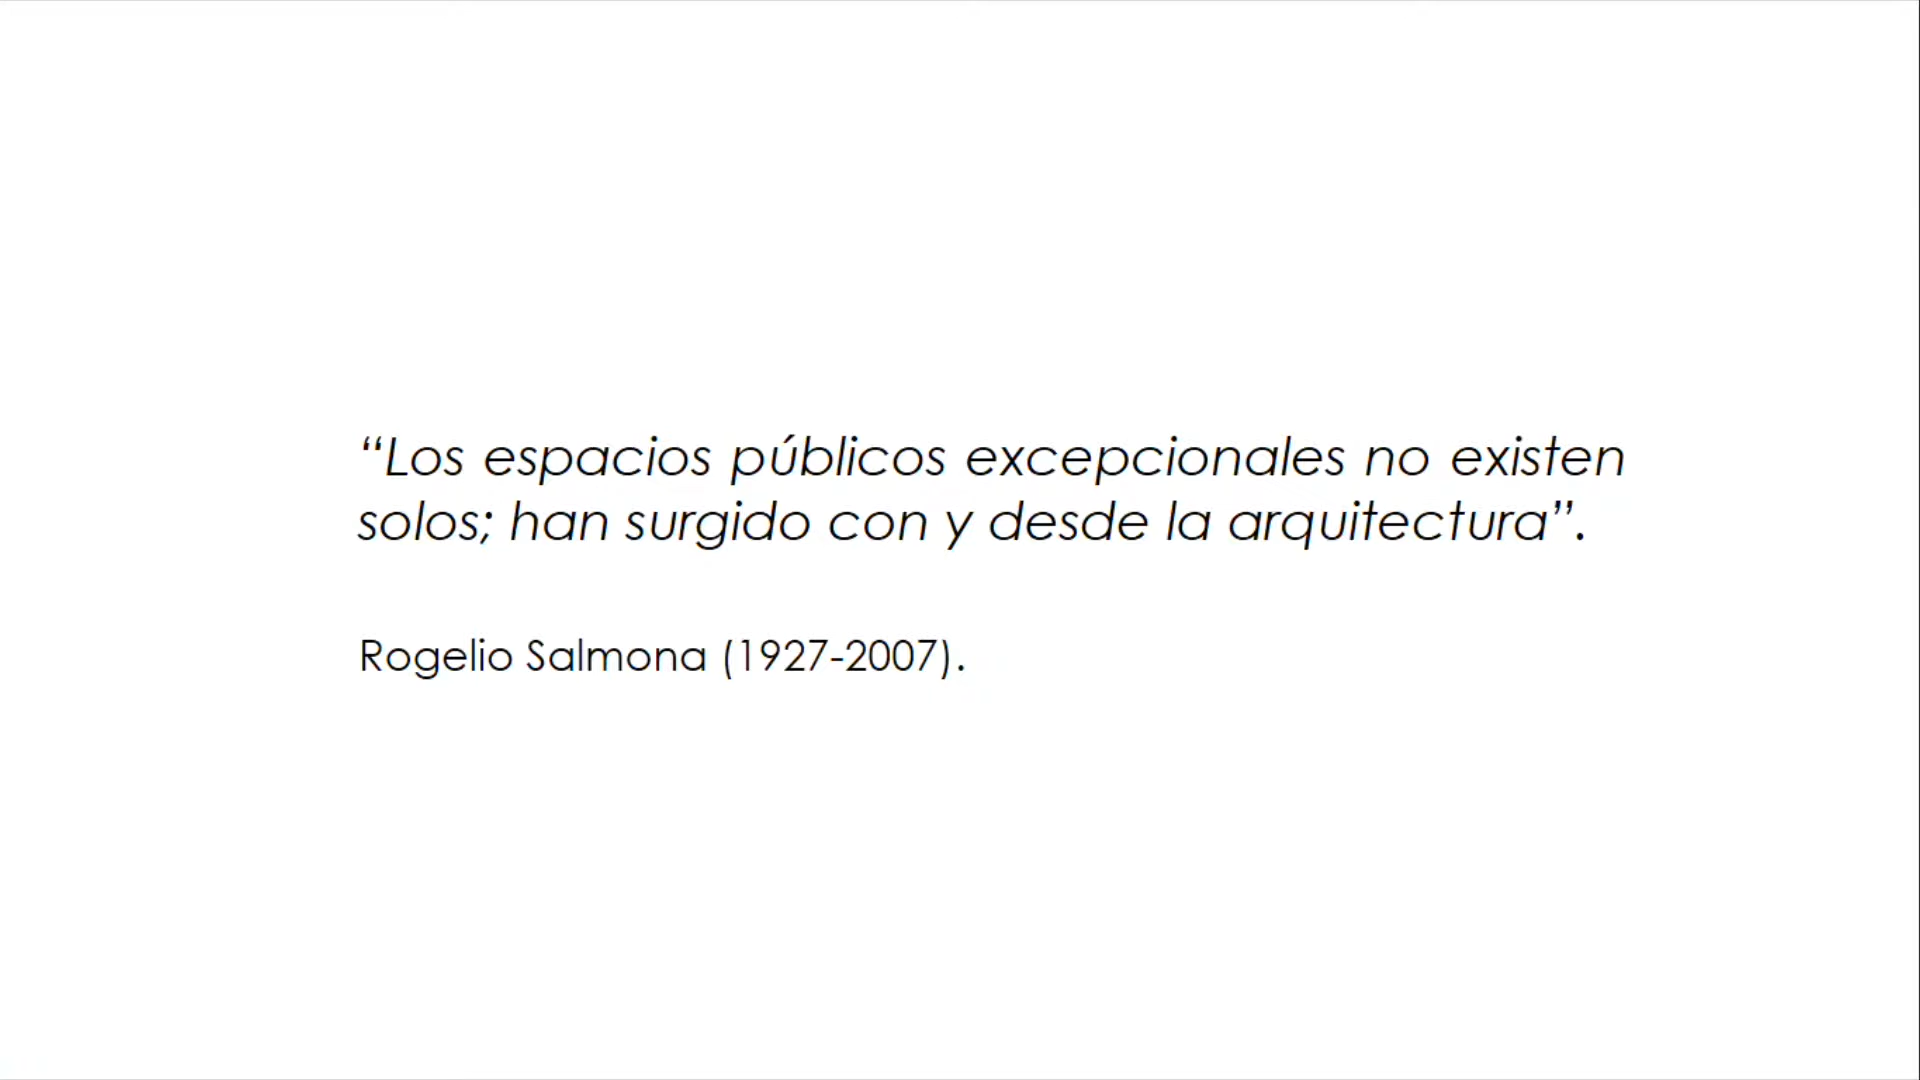 “Los espacios públicos excepcionales no existen
solos; han surgido con y desde la arquitectura”.
Rogelio Salmona (1927-2007).